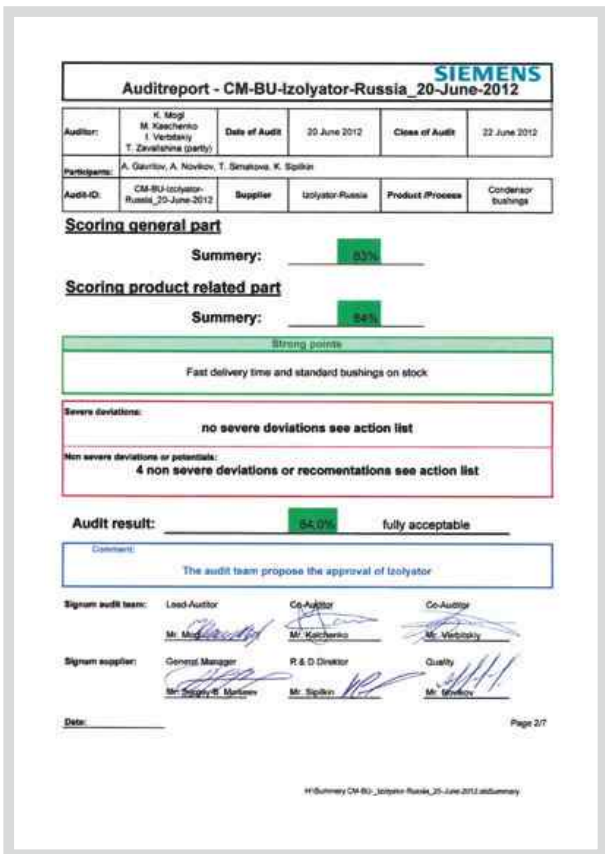 SIEMENS
Auditreport - CM-BU-Izolyator-Russia_20-June-2012
Auditor:
K. Mogl
M. Kaschenko
I. Verbitskiy
T. Zavalishina (partly)
Date of Audit
20 June 2012
Close of Audit
22 June 2012
Participants:
A. Gavrilov, A. Novikov, T. Simakova, K. Sipilkin
Audit-ID:
CM-BU-Izolyator-
Russia_20-June-2012
Supplier
Izolyator-Russia
Product /Process
Condensor
bushings
Scoring general part
Summery:
83%
Scoring product related part
Summery:
84%
Strong points
Fast delivery time and standard bushings on stock
Severe deviations:
no severe deviations see action list
Non severe deviations or potentials:
4 non severe deviations or recomentations see action list
Audit result:
84,0%
fully acceptable
Comment:
The audit team propose the approval of Izolyator
Signum audit team:
Lead-Auditor
Co-Auditor
Co-Auditor
Mr. Mogl
Mr. Kalchenko
Mr. Verbitskiy
Signum supplier:
General Manager
R & D Direktor
Quality
Mr. Sipilkin
Mr. Novikov
Date:
Page 2/7